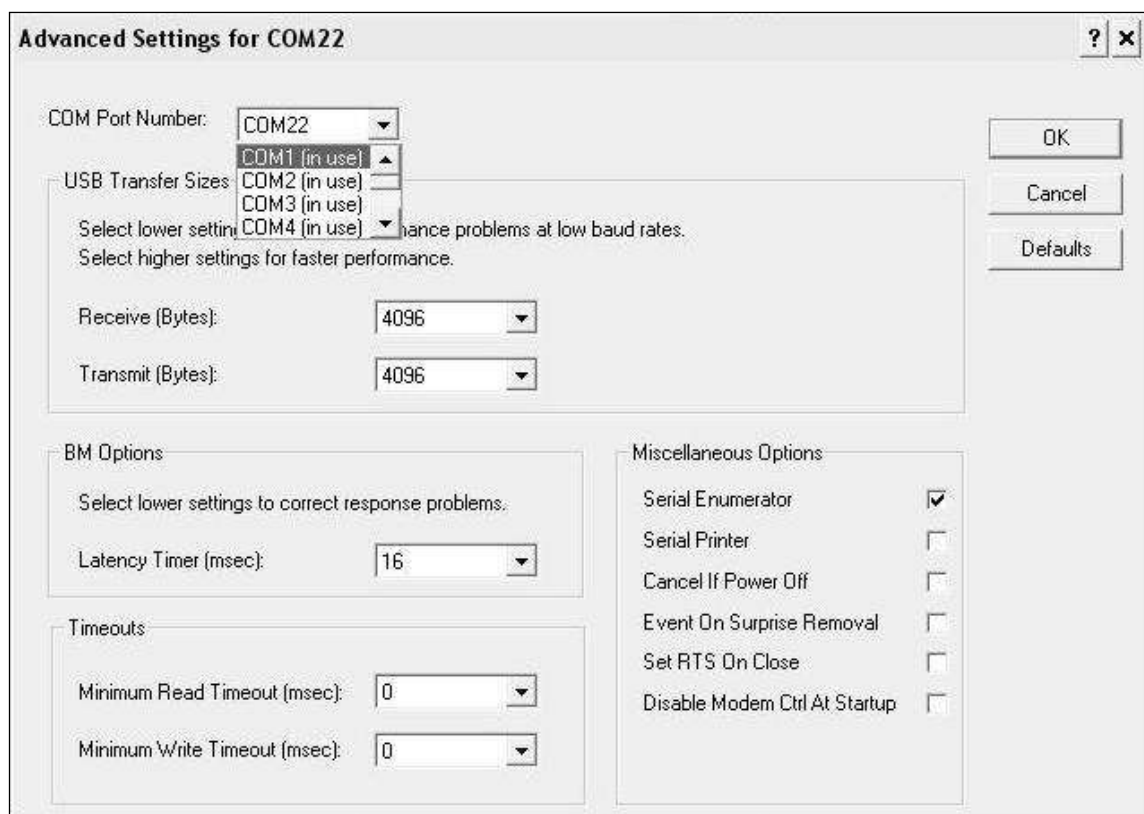 Advanced Settings for COM22
COM Port Number:
COM22
COM1 (in use)
COM2 (in use)
COM3 (in use)
COM4 (in use)
OK
Cancel
Defaults
USB Transfer Sizes
Select lower mance problems at low baud rates.
Select higher settings for faster performance.
Receive (Bytes): 4096
Transmit (Bytes): 4096
BM Options
Select lower settings to correct response problems.
Latency Timer (msec): 16
Timeouts
Minimum Read Timeout (msec): 0
Minimum Write Timeout (msec): 0
Miscellaneous Options
Serial Enumerator
Serial Printer
Cancel If Power Off
Event On Surprise Removal
Set RTS On Close
Disable Modem Ctrl At Startup